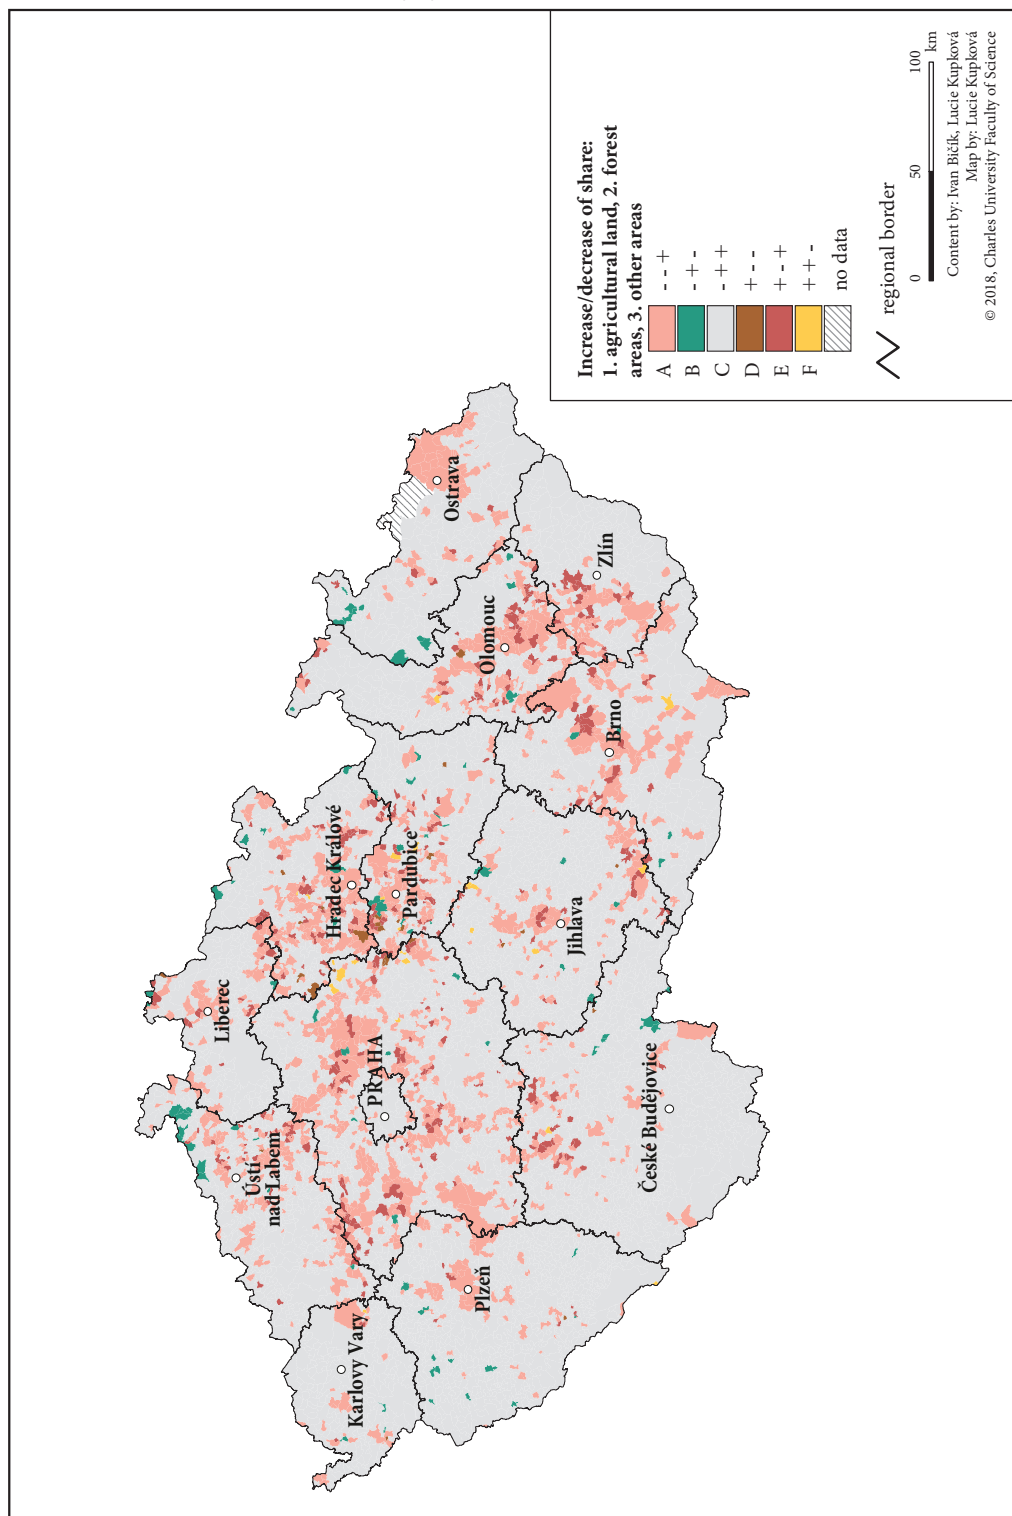 Increase/decrease of share:
1. agricultural land, 2. forest
areas, 3. other areas
A - - +
B - + -
C - + +
D + - -
E + - +
F + + -
no data
regional border
0 50 100
km
Content by: Ivan Bičík, Lucie Kupková
Map by: Lucie Kupková
© 2018, Charles University Faculty of Science
Karlovy Vary
Ústí
nad Labem
Liberec
Hradec Králové
Pardubice
PRAHA
Plzeň
České Budějovice
Jihlava
Brno
Olomouc
Zlín
Ostrava